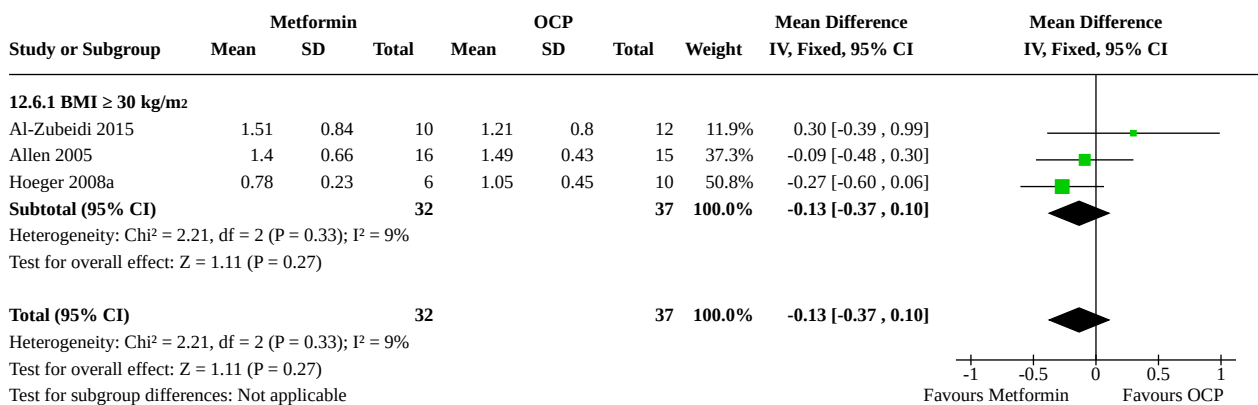 Metformin OCP Mean Difference Mean Difference
Study or Subgroup Mean SD Total Mean SD Total Weight IV, Fixed, 95% CI IV, Fixed, 95% CI
12.6.1 BMI ≥ 30 kg/m2
Al-Zubeidi 2015 1.51 0.84 10 1.21 0.8 12 11.9% 0.30 [-0.39 , 0.99]
Allen 2005 1.4 0.66 16 1.49 0.43 15 37.3% -0.09 [-0.48 , 0.30]
Hoeger 2008a 0.78 0.23 6 1.05 0.45 10 50.8% -0.27 [-0.60 , 0.06]
Subtotal (95% CI) 32 37 100.0% -0.13 [-0.37 , 0.10]
Heterogeneity: Chi² = 2.21, df = 2 (P = 0.33); I² = 9%
Test for overall effect: Z = 1.11 (P = 0.27)
Total (95% CI) 32 37 100.0% -0.13 [-0.37 , 0.10]
Heterogeneity: Chi² = 2.21, df = 2 (P = 0.33); I² = 9%
Test for overall effect: Z = 1.11 (P = 0.27)
-1 -0.5 0 0.5 1
Test for subgroup differences: Not applicable
Favours Metformin Favours OCP